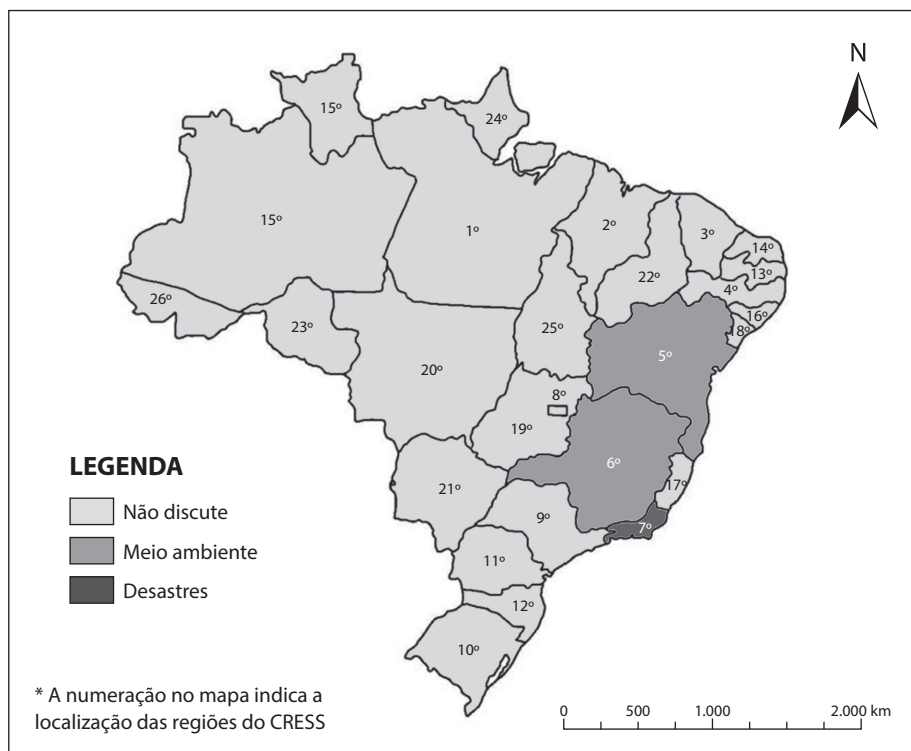 N
15º
24º
15º
1º
2º
3º
14º
13º
4º
22º
16º
18º
26º
23º
25º
5º
20º
8º
19º
6º
17º
21º
9º
7º
11º
12º
10º
LEGENDA
Não discute
Meio ambiente
Desastres
* A numeração no mapa indica a
localização das regiões do CRESS
0 500 1.000 2.000 km